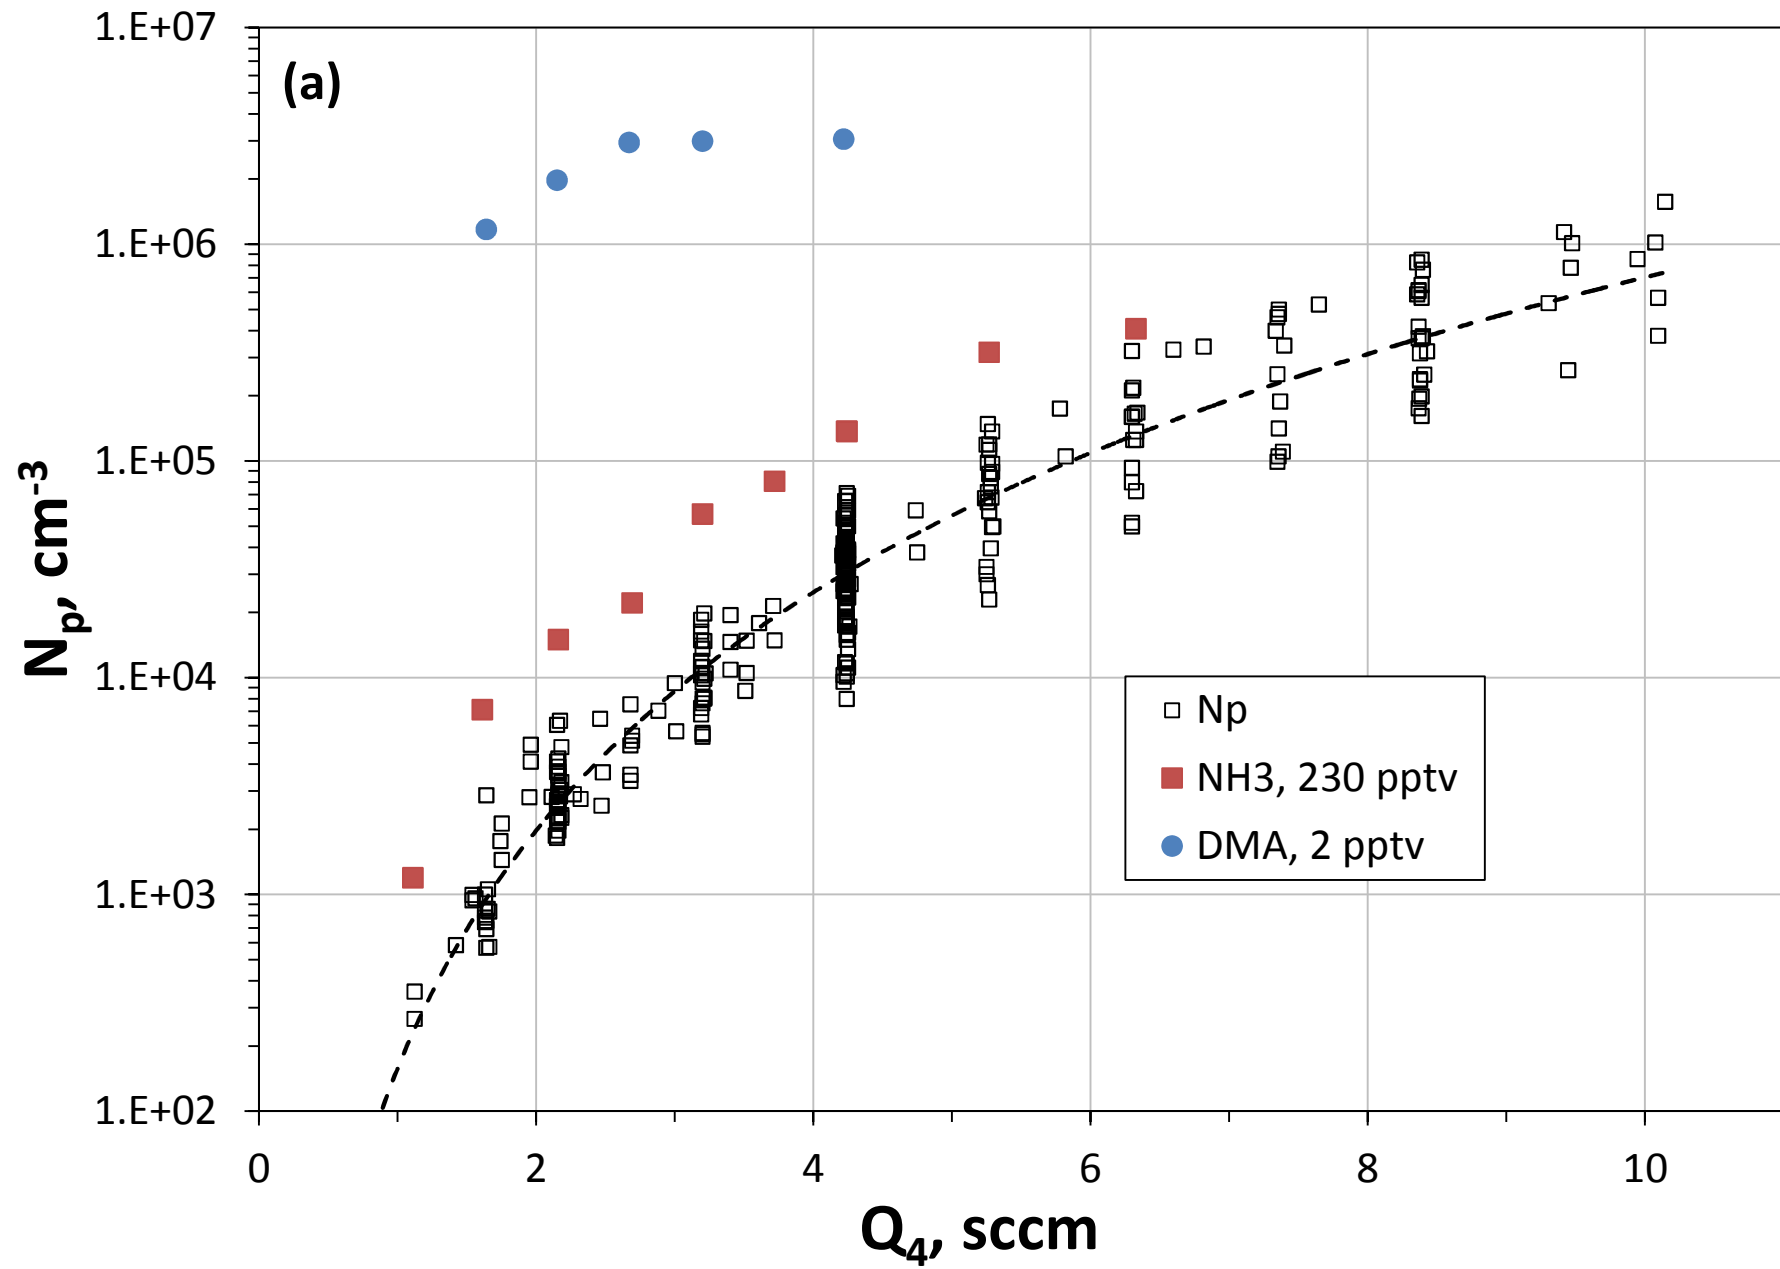 1.E+07
(a)
1.E+06
1.E+05
1.E+04
1.E+03
1.E+02
Np, cm-3
Np
NH3, 230 pptv
DMA, 2 pptv
0 2 4 6 8 10
Q4, sccm